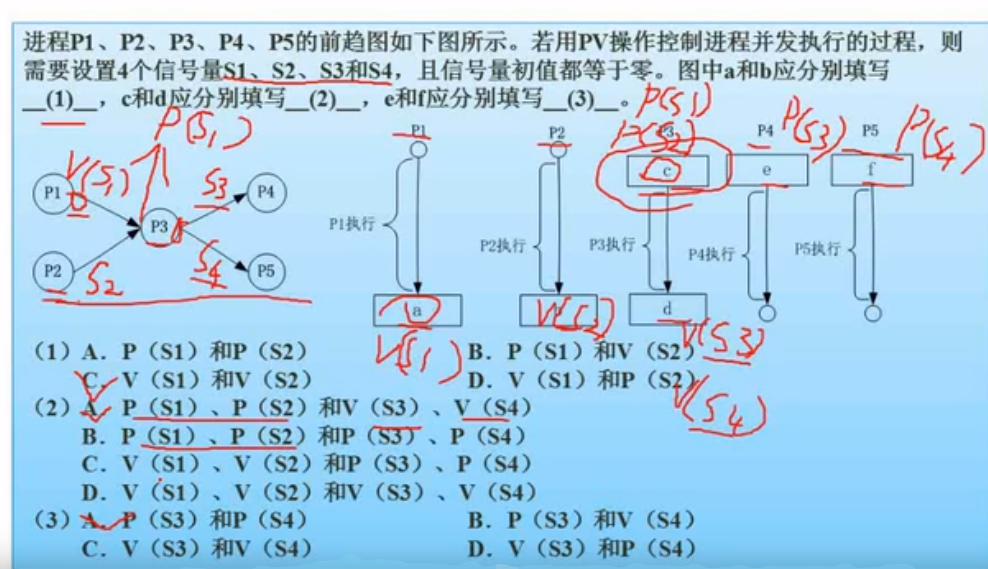 进程P1、P2、P3、P4、P5的前趋图如下图所示。若用PV操作控制进程并发执行的过程，则
需要设置4个信号量S1、S2、S3和S4，且信号量初值都等于零。图中a和b应分别填写
__(1)__，c和d应分别填写__(2)__，e和f应分别填写__(3)__。
P(S1)
P(S1)
P1
P2
P(S2)
P3
P4
P(S3)
P5
P(S4)
V(S1)
P1
S3
P4
c
e
f
P3
P1执行
P2执行
P3执行
P4执行
P5执行
P2
S2
S4
P5
a
V(S2)
d
V(S1)
V(S3)
V(S4)
（1）A．P（S1）和P（S2）
B．P（S1）和V（S2）
C．V（S1）和V（S2）
D．V（S1）和P（S2）
（2）A．P（S1）、P（S2）和V（S3）、V（S4）
B．P（S1）、P（S2）和P（S3）、P（S4）
C．V（S1）、V（S2）和P（S3）、P（S4）
D．V（S1）、V（S2）和V（S3）、V（S4）
（3）A．P（S3）和P（S4）
B．P（S3）和V（S4）
C．V（S3）和V（S4）
D．V（S3）和P（S4）